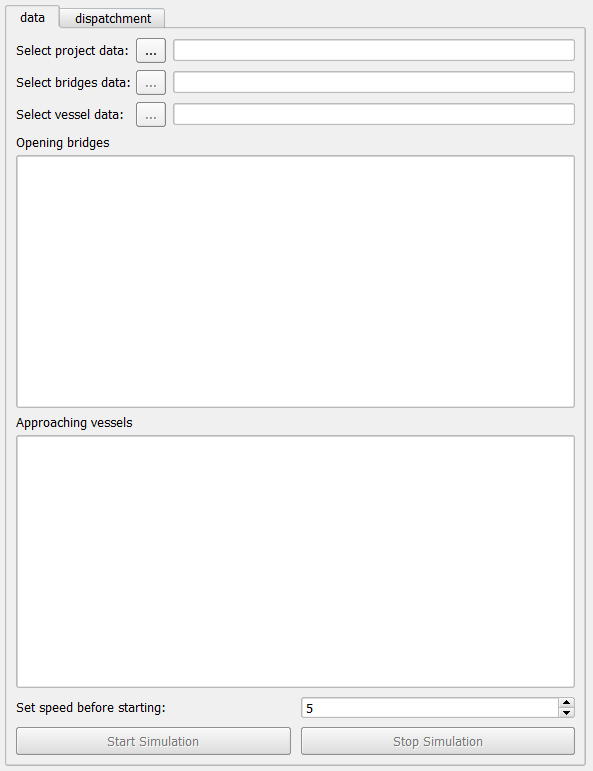 data dispatchment
Select project data: ...
Select bridges data: ...
Select vessel data: ...
Opening bridges
Approaching vessels
Set speed before starting: 5
Start Simulation Stop Simulation